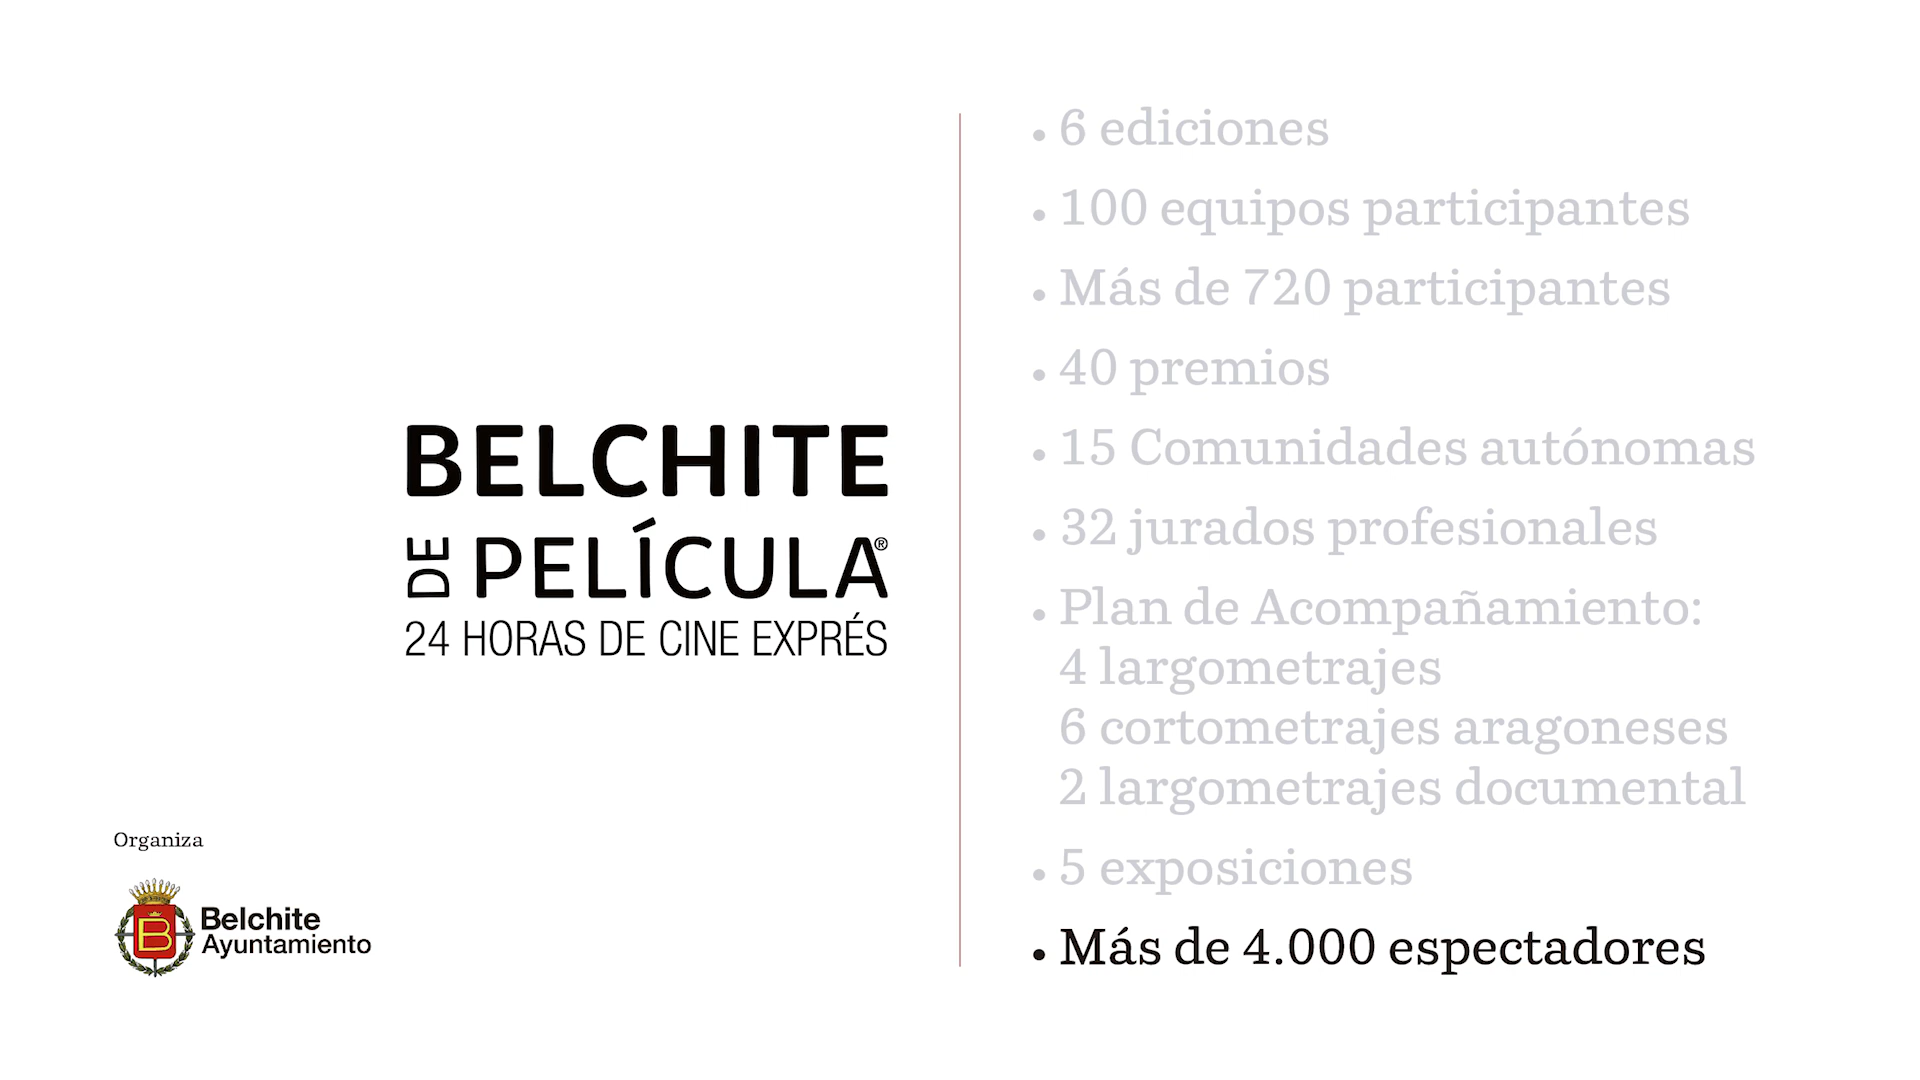 BELCHITE
DE PELÍCULA®
24 HORAS DE CINE EXPRÉS
Organiza
B
Belchite
Ayuntamiento
• 6 ediciones
• 100 equipos participantes
• Más de 720 participantes
• 40 premios
• 15 Comunidades autónomas
• 32 jurados profesionales
• Plan de Acompañamiento:
4 largometrajes
6 cortometrajes aragoneses
2 largometrajes documental
• 5 exposiciones
• Más de 4.000 espectadores